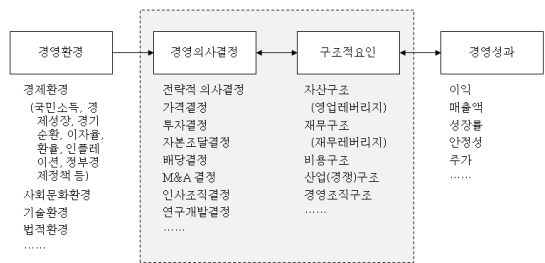 경영환경
경영의사결정
구조적요인
경영성과
경제환경
(국민소득, 경
제성장, 경기
순환, 이자율,
환율, 인플레
이션, 정부경
제정책 등)
사회문화환경
기술환경
법적환경
……
전략적 의사결정
가격결정
투자결정
자본조달결정
배당결정
M&A 결정
인사조직결정
연구개발결정
……
자산구조
(영업레버리지)
재무구조
(재무레버리지)
비용구조
산업(경쟁)구조
경영조직구조
……
이익
매출액
성장률
안정성
주가
……